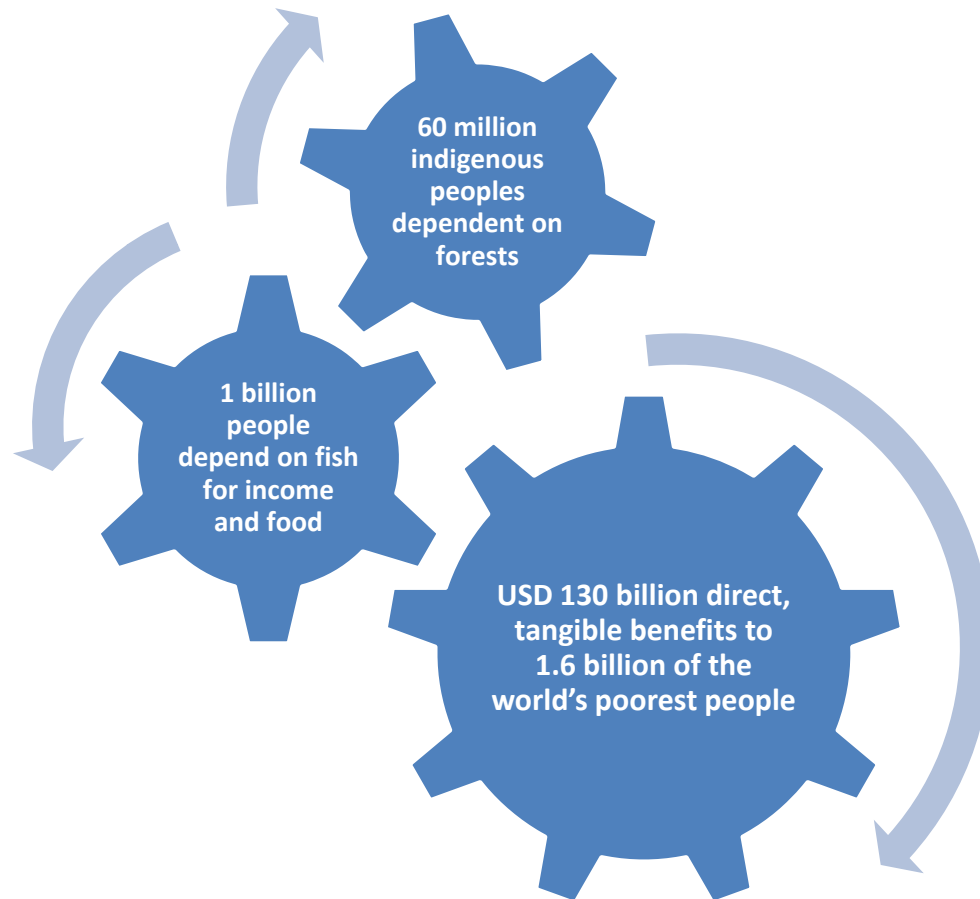 60 million
indigenous
peoples
dependent on
forests
1 billion
people
depend on fish
for income
and food
USD 130 billion direct,
tangible benefits to
1.6 billion of the
world’s poorest people